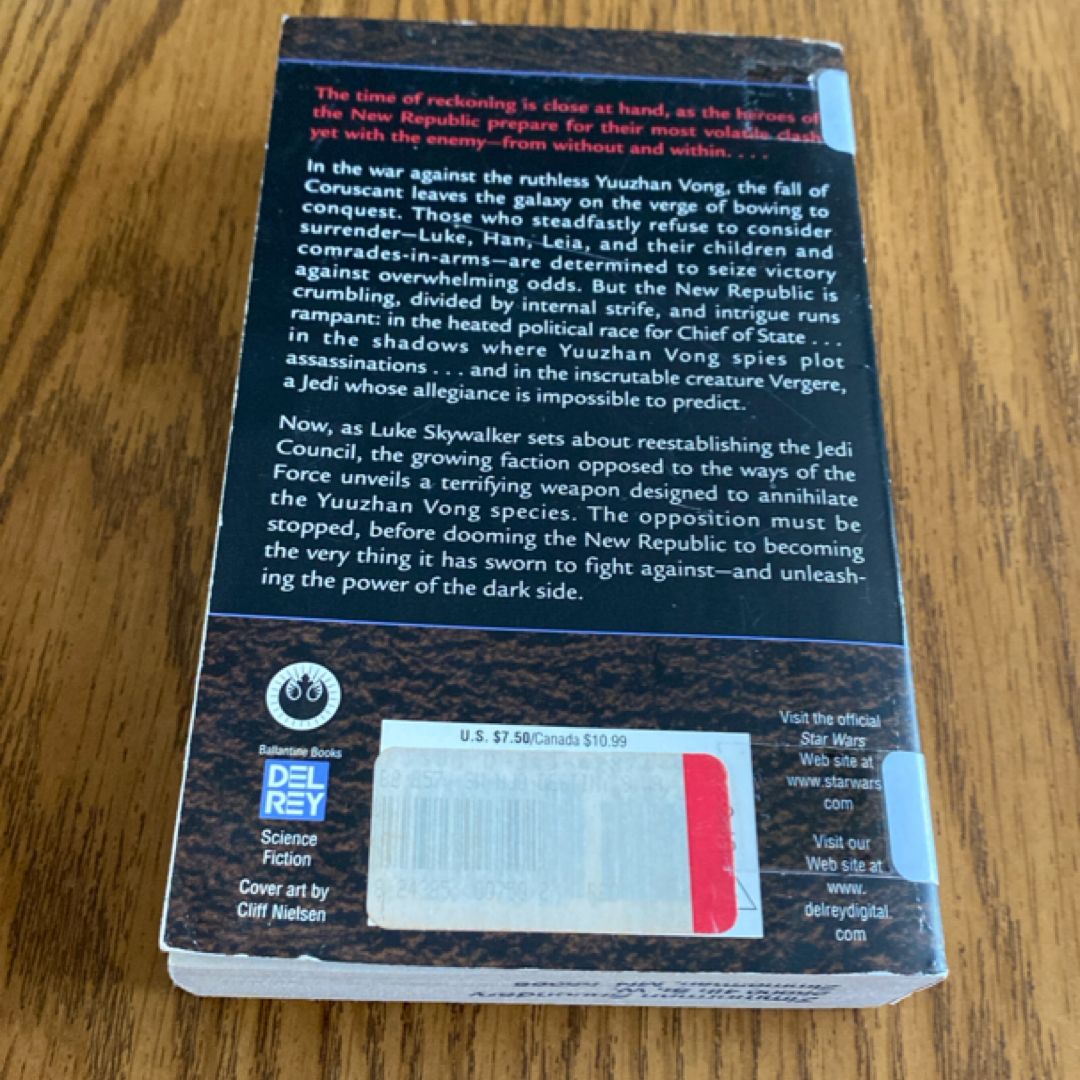 The time of reckoning is close at hand, as the heroes of
the New Republic prepare for their most volatile clash
yet with the enemy—from without and within. . . .
In the war against the ruthless Yuuzhan Vong, the fall of
Coruscant leaves the galaxy on the verge of bowing to
conquest. Those who steadfastly refuse to consider
surrender—Luke, Han, Leia, and their children and
comrades-in-arms—are determined to seize victory
against overwhelming odds. But the New Republic is
crumbling, divided by internal strife, and intrigue runs
rampant: in the heated political race for Chief of State . . .
in the shadows where Yuuzhan Vong spies plot
assassinations . . . and in the inscrutable creature Vergere,
a Jedi whose allegiance is impossible to predict.
Now, as Luke Skywalker sets about reestablishing the Jedi
Council, the growing faction opposed to the ways of the
Force unveils a terrifying weapon designed to annihilate
the Yuuzhan Vong species. The opposition must be
stopped, before dooming the New Republic to becoming
the very thing it has sworn to fight against—and unleash-
ing the power of the dark side.
Ballantine Books
DEL
REY
Science
Fiction
Cover art by
Cliff Nielsen
U.S. $7.50/Canada $10.99
Visit the official
Star Wars
Web site at
www.starwars
com
Visit our
Web site at
www.
delreydigital
com